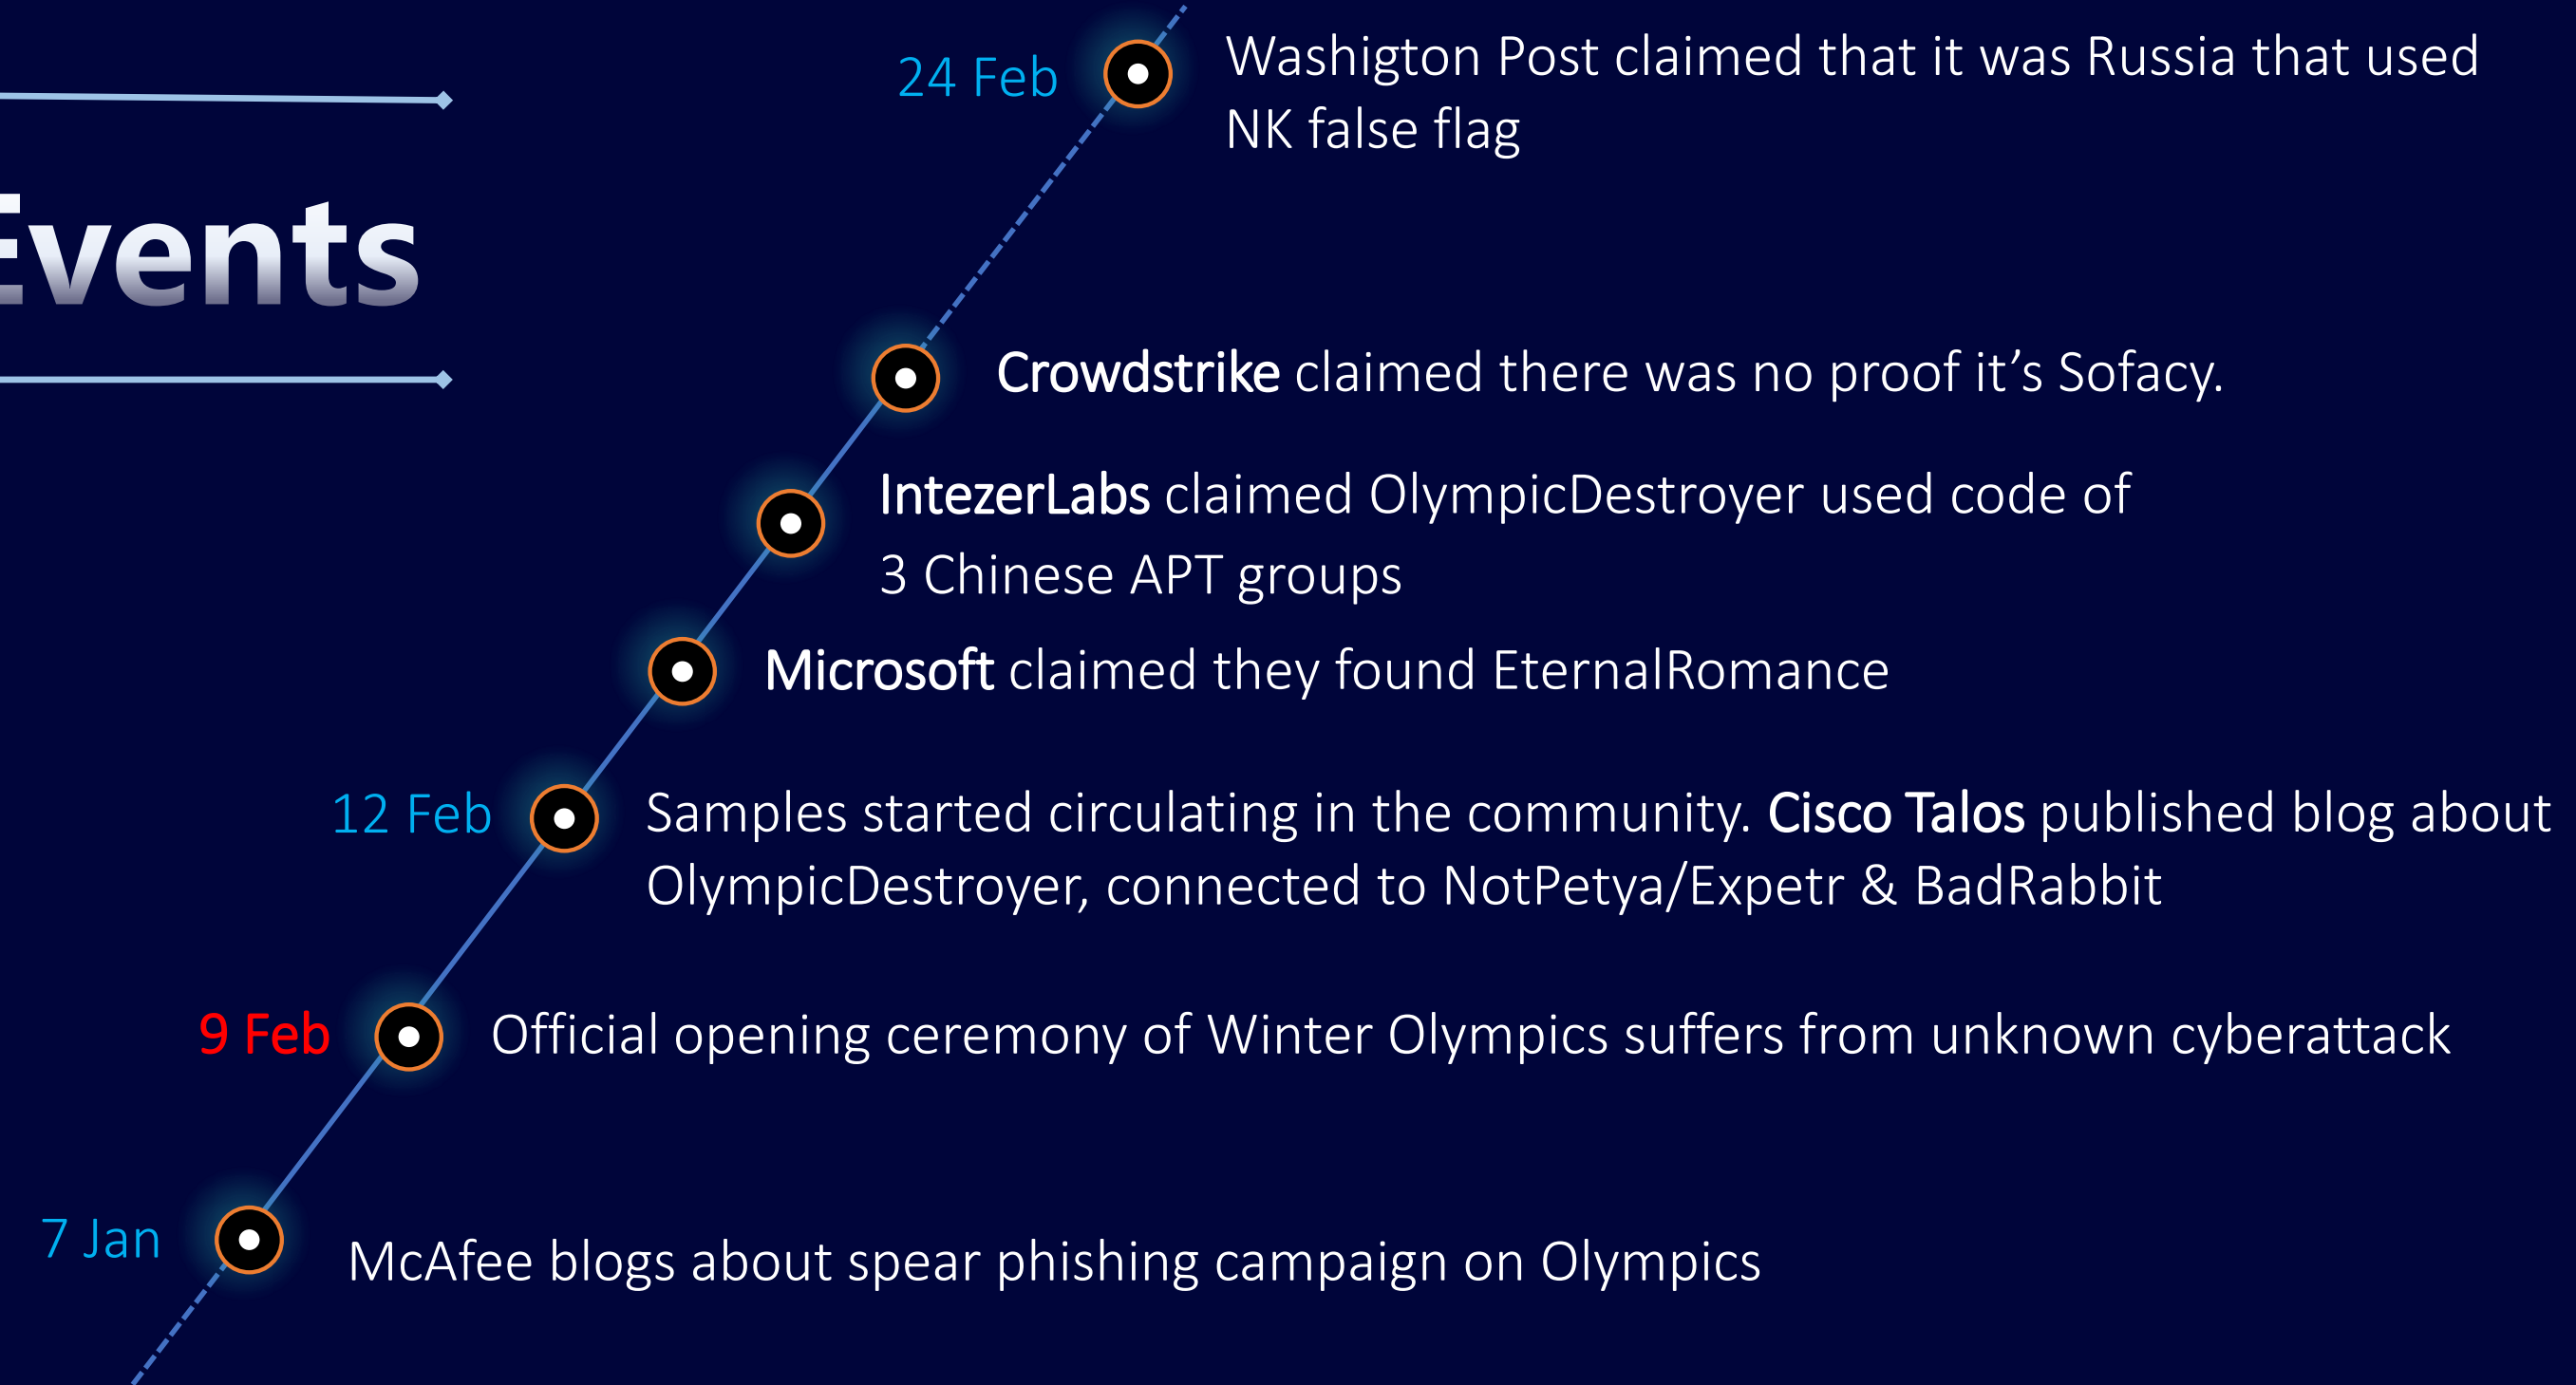 Events
24 Feb
Washigton Post claimed that it was Russia that used
NK false flag
Crowdstrike claimed there was no proof it’s Sofacy.
IntezerLabs claimed OlympicDestroyer used code of
3 Chinese APT groups
Microsoft claimed they found EternalRomance
12 Feb
Samples started circulating in the community. Cisco Talos published blog about
OlympicDestroyer, connected to NotPetya/Expetr & BadRabbit
9 Feb
Official opening ceremony of Winter Olympics suffers from unknown cyberattack
7 Jan
McAfee blogs about spear phishing campaign on Olympics